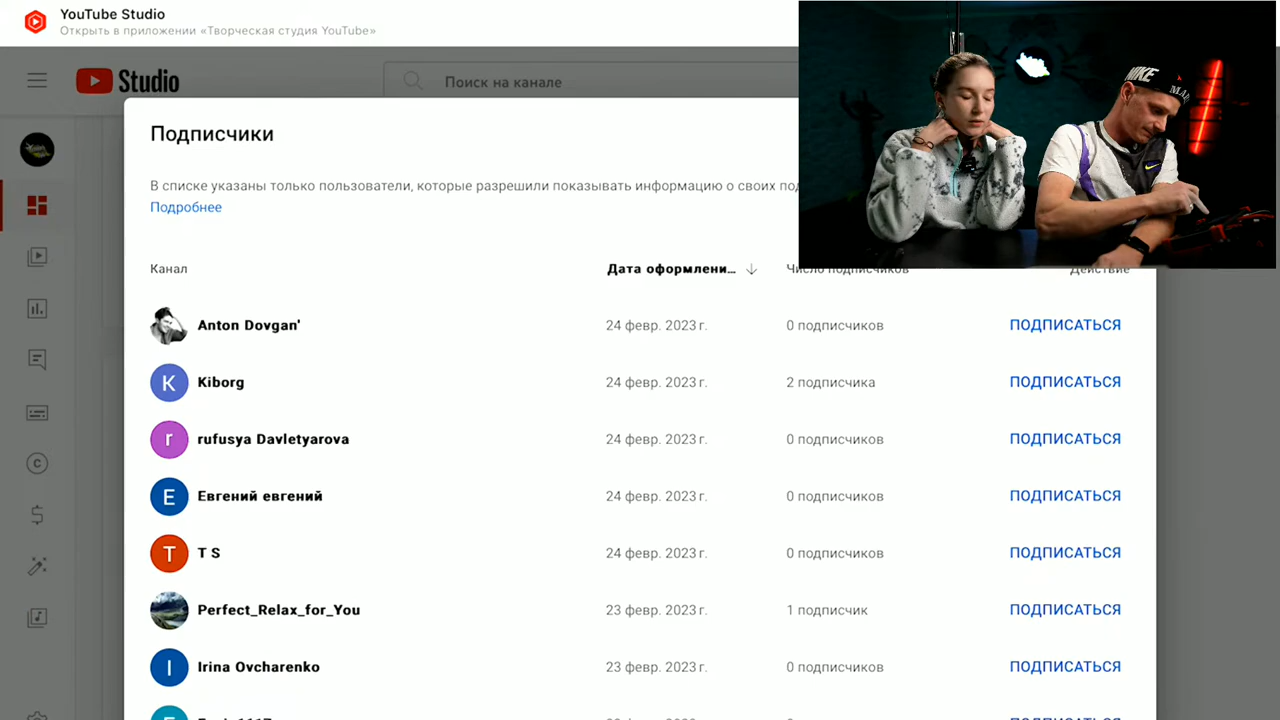 YouTube Studio
Открыть в приложении «Творческая студия YouTube»
Studio
Поиск на канале
NIKE
Подписчики
В списке указаны только пользователи, которые разрешили показывать информацию о своих
Подробнее
Канал
Дата оформлени...
Число подписчиков
Действие
Anton Dovgan'
24 февр. 2023 г.
0 подписчиков
ПОДПИСАТЬСЯ
K
Kiborg
24 февр. 2023 г.
2 подписчика
ПОДПИСАТЬСЯ
r
rufusya Davletyarova
24 февр. 2023 г.
0 подписчиков
ПОДПИСАТЬСЯ
Е
Евгений евгений
24 февр. 2023 г.
0 подписчиков
ПОДПИСАТЬСЯ
T
T S
24 февр. 2023 г.
0 подписчиков
ПОДПИСАТЬСЯ
Perfect_Relax_for_You
23 февр. 2023 г.
1 подписчик
ПОДПИСАТЬСЯ
I
Irina Ovcharenko
23 февр. 2023 г.
0 подписчиков
ПОДПИСАТЬСЯ